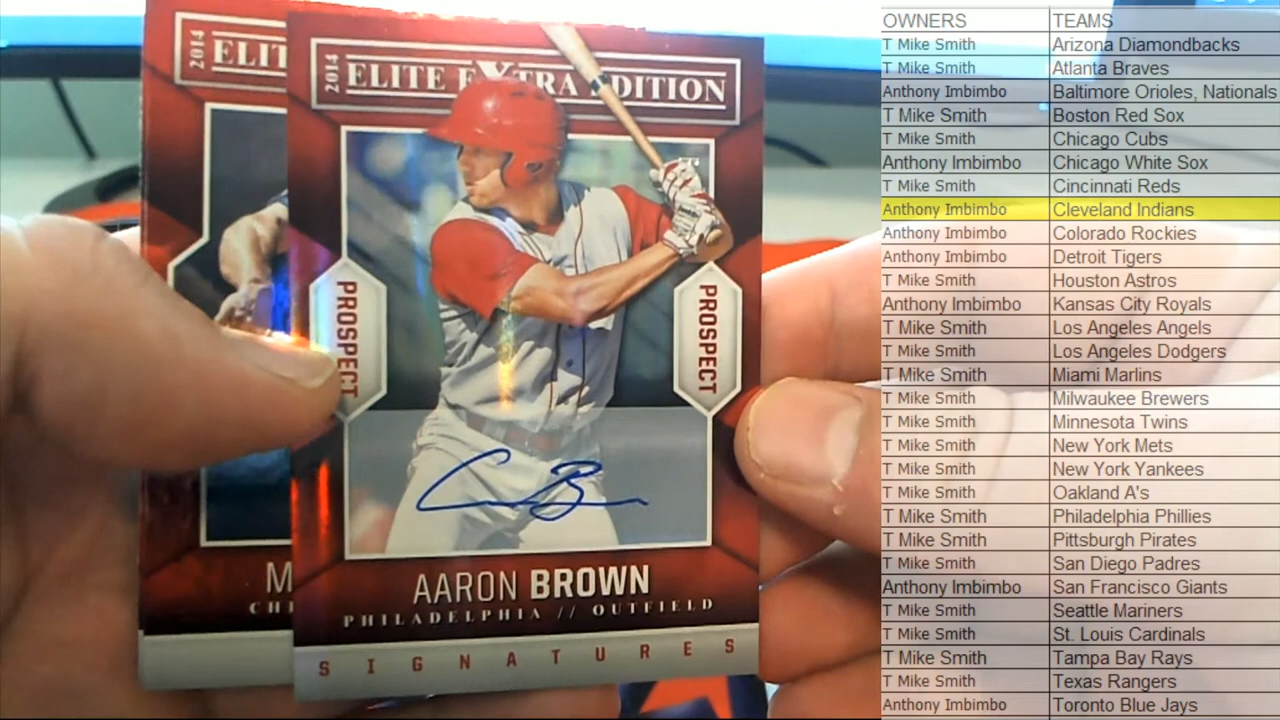 2014
ELIT
2014
ELITE EXTRA EDITION
PROSPECT
PROSPECT
M
CHI
AARON BROWN
PHILADELPHIA // OUTFIELD
SIGNATURES
OWNERS TEAMS
T Mike Smith Arizona Diamondbacks
T Mike Smith Atlanta Braves
Anthony Imbimbo Baltimore Orioles, Nationals
T Mike Smith Boston Red Sox
T Mike Smith Chicago Cubs
Anthony Imbimbo Chicago White Sox
T Mike Smith Cincinnati Reds
Anthony Imbimbo Cleveland Indians
Anthony Imbimbo Colorado Rockies
Anthony Imbimbo Detroit Tigers
T Mike Smith Houston Astros
Anthony Imbimbo Kansas City Royals
T Mike Smith Los Angeles Angels
T Mike Smith Los Angeles Dodgers
T Mike Smith Miami Marlins
T Mike Smith Milwaukee Brewers
T Mike Smith Minnesota Twins
T Mike Smith New York Mets
T Mike Smith New York Yankees
T Mike Smith Oakland A's
T Mike Smith Philadelphia Phillies
T Mike Smith Pittsburgh Pirates
T Mike Smith San Diego Padres
Anthony Imbimbo San Francisco Giants
T Mike Smith Seattle Mariners
T Mike Smith St. Louis Cardinals
T Mike Smith Tampa Bay Rays
T Mike Smith Texas Rangers
Anthony Imbimbo Toronto Blue Jays